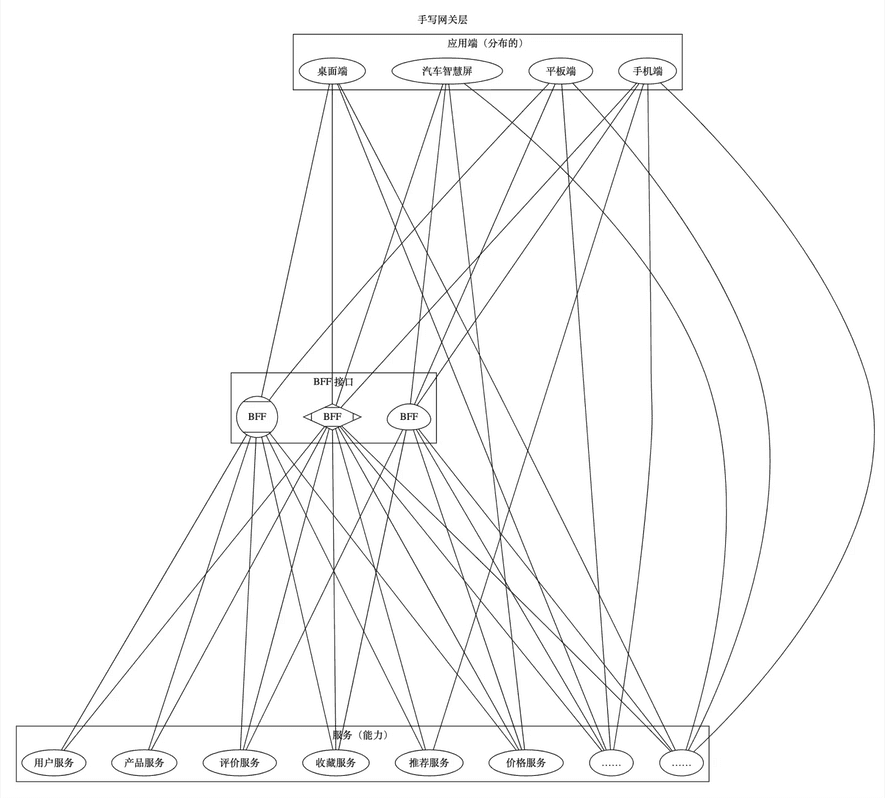 手写网关层
应用端（分布的）
桌面端
汽车智慧屏
平板端
手机端
BFF 接口
BFF
BFF
BFF
服务（能力）
用户服务
产品服务
评价服务
收藏服务
推荐服务
价格服务
……
……